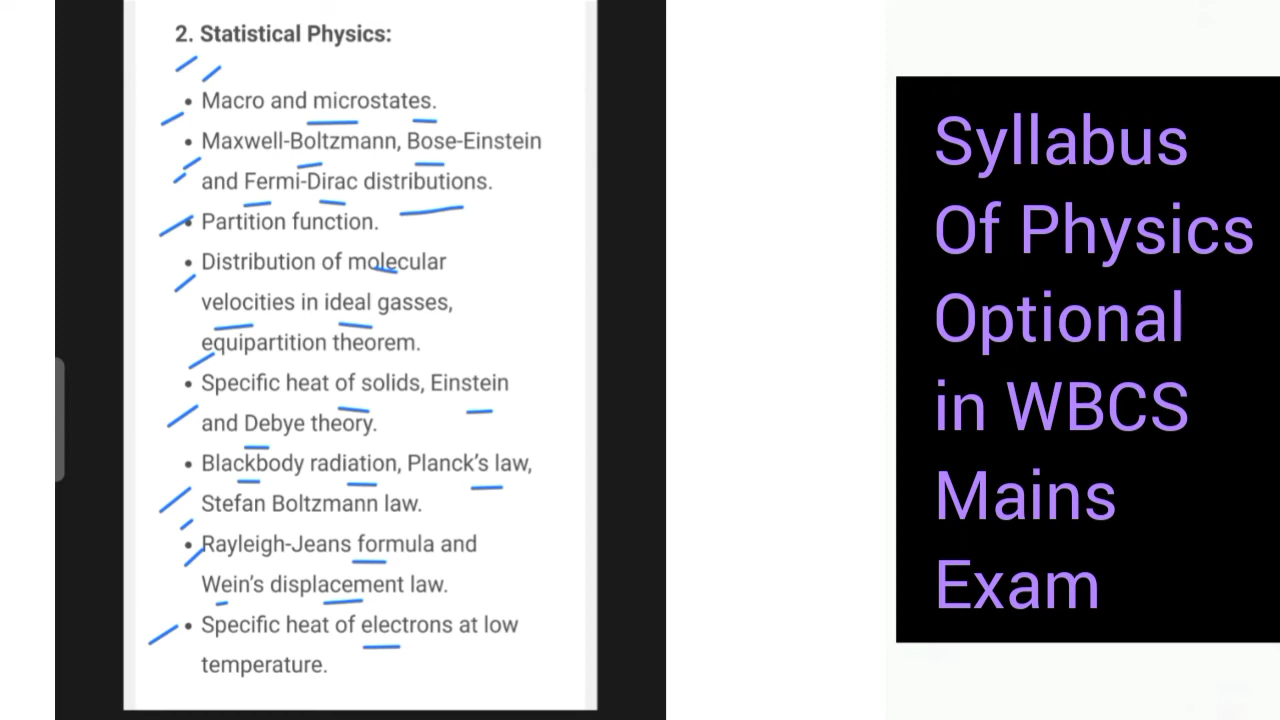 2. Statistical Physics:
• Macro and microstates.
• Maxwell-Boltzmann, Bose-Einstein
and Fermi-Dirac distributions.
• Partition function.
• Distribution of molecular
velocities in ideal gasses,
equipartition theorem.
• Specific heat of solids, Einstein
and Debye theory.
• Blackbody radiation, Planck's law,
Stefan Boltzmann law.
• Rayleigh-Jeans formula and
Wein's displacement law.
• Specific heat of electrons at low
temperature.
Syllabus
Of Physics
Optional
in WBCS
Mains
Exam